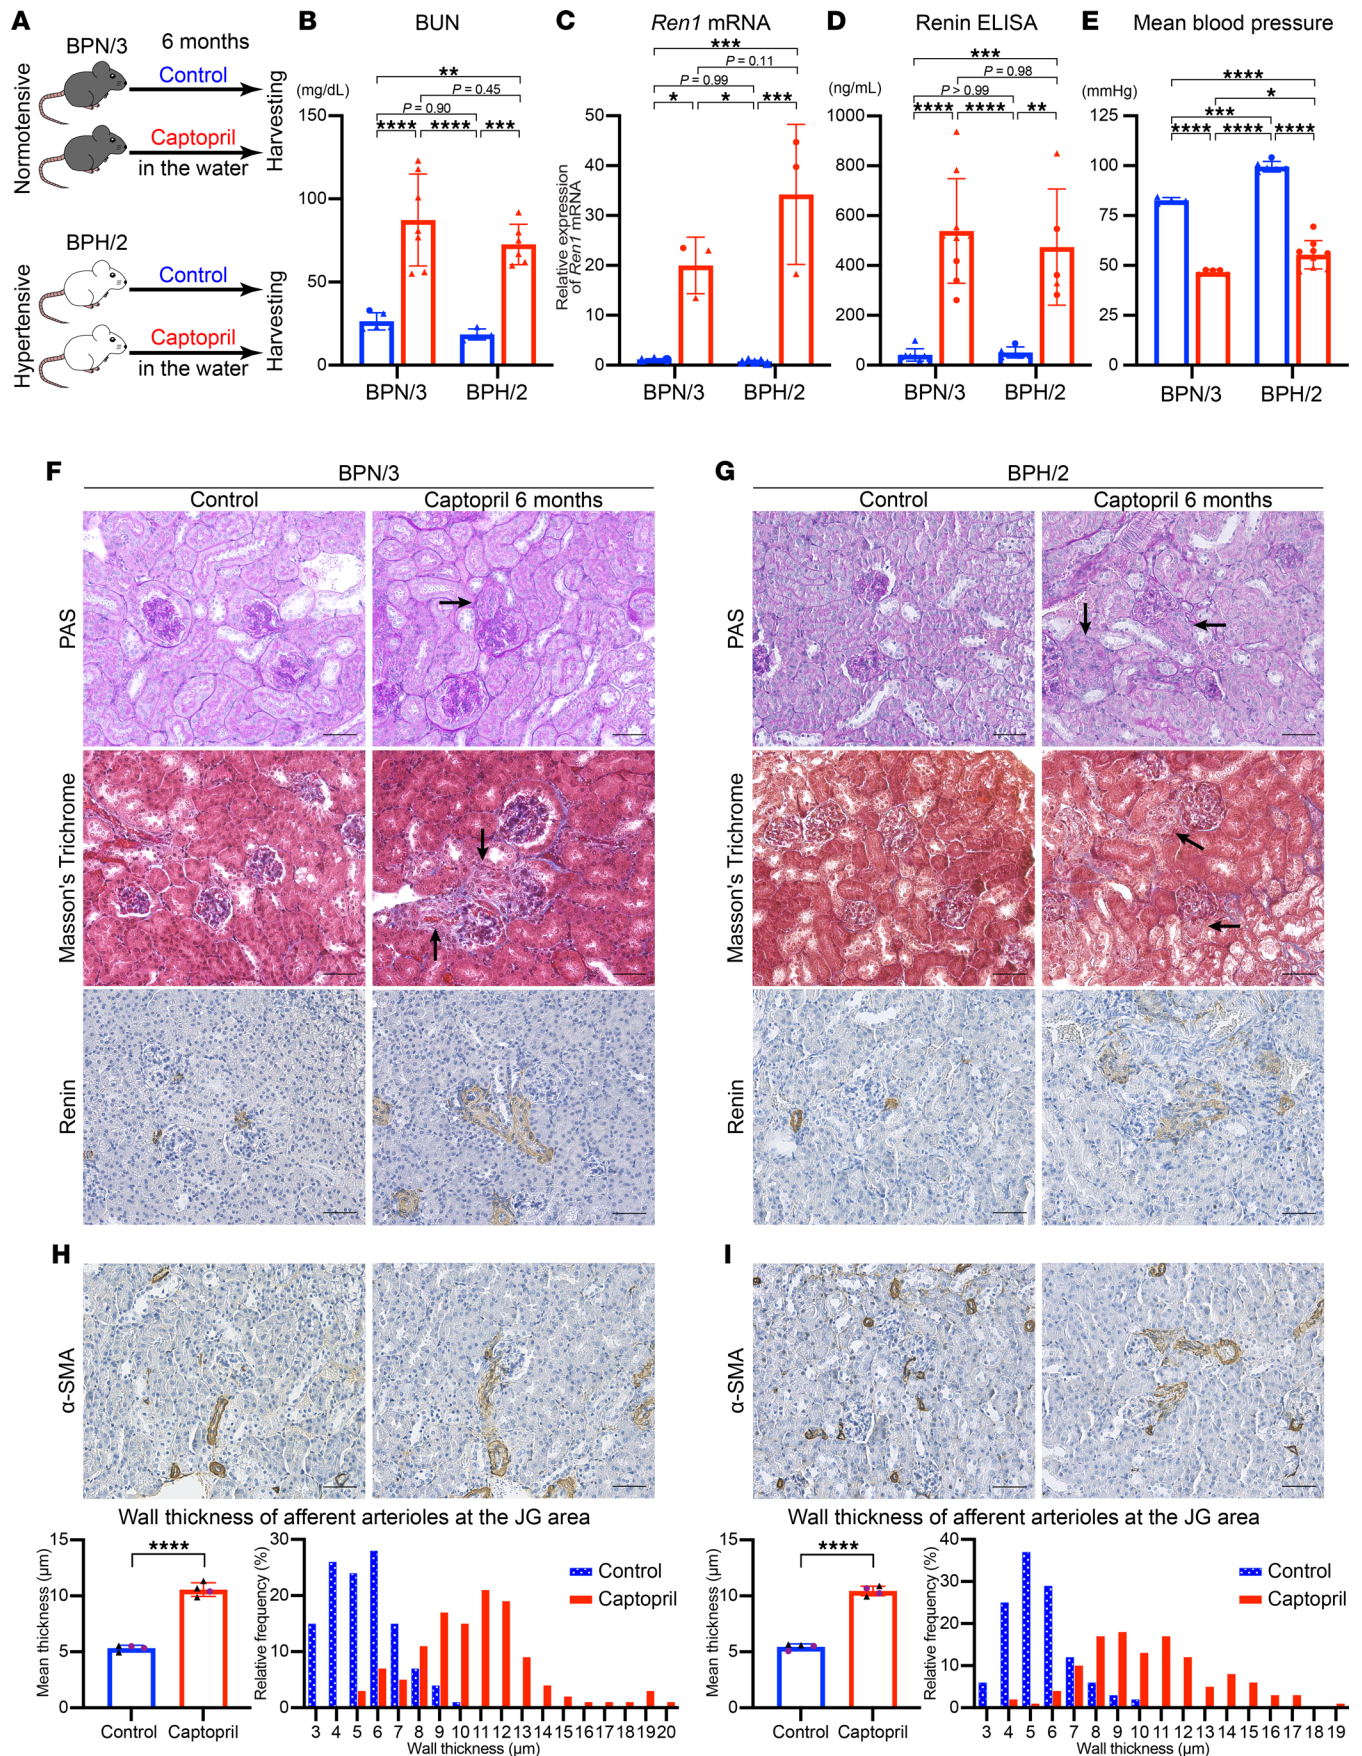 A
BPN/3
6 months
Normotensive
Control
Captopril
in the water
Harvesting
BPH/2
Hypertensive
Control
Captopril
in the water
Harvesting
B
BUN
(mg/dL)
**
P = 0.45
P = 0.90
**** **** ***
150
100
50
0
BPN/3 BPH/2
C
Ren1 mRNA
***
P = 0.11
P = 0.99
* * ***
Relative expression
of Ren1 mRNA
50
40
30
20
10
0
BPN/3 BPH/2
D
Renin ELISA
(ng/mL)
***
P = 0.98
P > 0.99
**** **** **
1000
800
600
400
200
0
BPN/3 BPH/2
E
Mean blood pressure
(mmHg)
****
*
***
**** **** ****
125
100
75
50
25
0
BPN/3 BPH/2
F
BPN/3
Control Captopril 6 months
PAS
Masson's Trichrome
Renin
G
BPH/2
Control Captopril 6 months
PAS
Masson's Trichrome
Renin
H
α-SMA
Wall thickness of afferent arterioles at the JG area
Mean thickness (µm)
15
10
5
0
****
Control Captopril
Relative frequency (%)
30
20
10
0
Control
Captopril
3 4 5 6 7 8 9 10 11 12 13 14 15 16 17 18 19 20
Wall thickness (µm)
I
α-SMA
Wall thickness of afferent arterioles at the JG area
Mean thickness (µm)
15
10
5
0
****
Control Captopril
Relative frequency (%)
40
30
20
10
0
Control
Captopril
3 4 5 6 7 8 9 10 11 12 13 14 15 16 17 18 19
Wall thickness (µm)